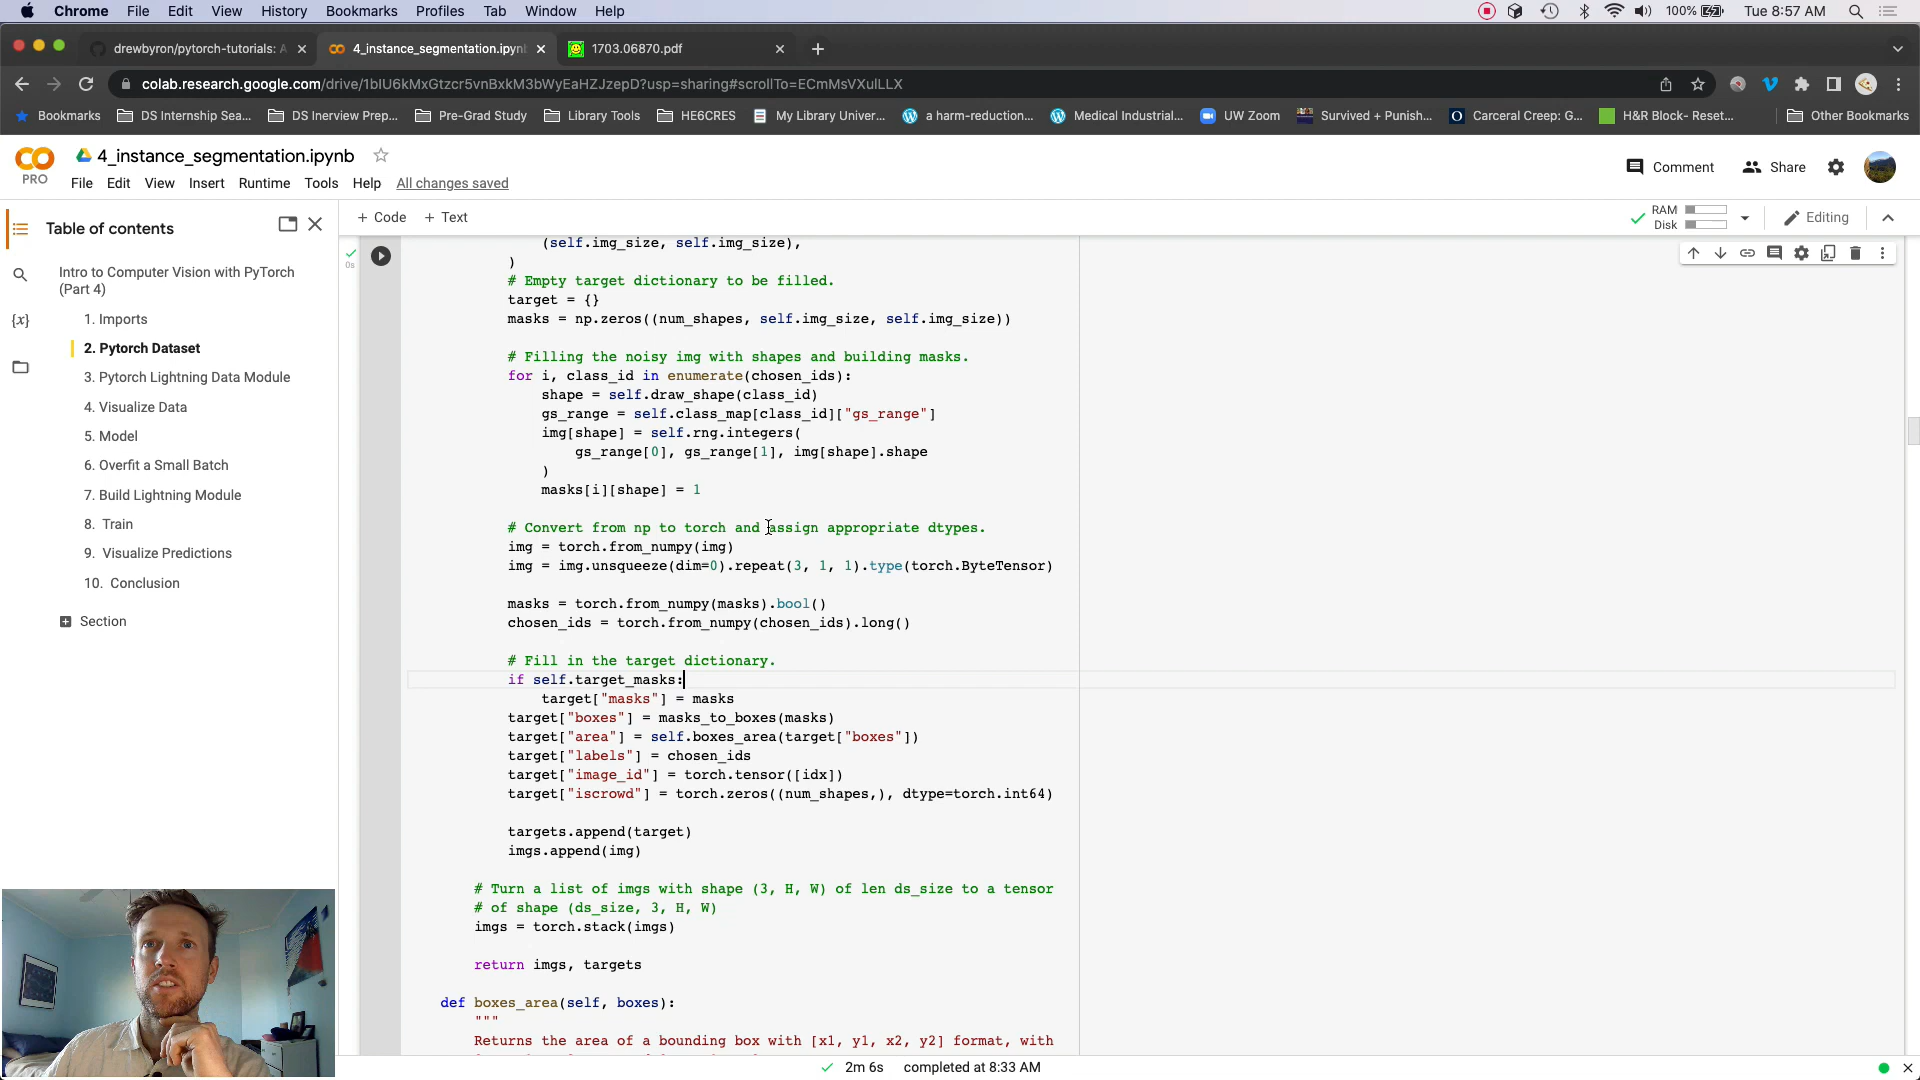 Chrome File Edit View History Bookmarks Profiles Tab Window Help 100% Tue 8:57 AM
drewbyron/pytorch-tutorials: A 4_instance_segmentation.ipyn 1703.06870.pdf
colab.research.google.com/drive/1bIU6kMxGtzcr5vnBxkM3bWyEaHZJzepD?usp=sharing#scrollTo=ECmMsVXulLLX
Bookmarks DS Internship Sea... DS Inerview Prep... Pre-Grad Study Library Tools HE6CRES My Library Univer... a harm-reduction... Medical Industrial... UW Zoom Survived + Punish... Carceral Creep: G... H&R Block- Reset... Other Bookmarks
4_instance_segmentation.ipynb
PRO
Comment Share
File Edit View Insert Runtime Tools Help All changes saved
Table of contents
+ Code + Text
RAM
Disk
Editing
Intro to Computer Vision with PyTorch
(Part 4)
1. Imports
2. Pytorch Dataset
3. Pytorch Lightning Data Module
4. Visualize Data
5. Model
6. Overfit a Small Batch
7. Build Lightning Module
8. Train
9. Visualize Predictions
10. Conclusion
Section
{x}
0s
(self.img_size, self.img_size),
)
# Empty target dictionary to be filled.
target = {}
masks = np.zeros((num_shapes, self.img_size, self.img_size))
# Filling the noisy img with shapes and building masks.
for i, class_id in enumerate(chosen_ids):
shape = self.draw_shape(class_id)
gs_range = self.class_map[class_id]["gs_range"]
img[shape] = self.rng.integers(
gs_range[0], gs_range[1], img[shape].shape
)
masks[i][shape] = 1
# Convert from np to torch and assign appropriate dtypes.
img = torch.from_numpy(img)
img = img.unsqueeze(dim=0).repeat(3, 1, 1).type(torch.ByteTensor)
masks = torch.from_numpy(masks).bool()
chosen_ids = torch.from_numpy(chosen_ids).long()
# Fill in the target dictionary.
if self.target_masks:
target["masks"] = masks
target["boxes"] = masks_to_boxes(masks)
target["area"] = self.boxes_area(target["boxes"])
target["labels"] = chosen_ids
target["image_id"] = torch.tensor([idx])
target["iscrowd"] = torch.zeros((num_shapes,), dtype=torch.int64)
targets.append(target)
imgs.append(img)
# Turn a list of imgs with shape (3, H, W) of len ds_size to a tensor
# of shape (ds_size, 3, H, W)
imgs = torch.stack(imgs)
return imgs, targets
def boxes_area(self, boxes):
"""
Returns the area of a bounding box with [x1, y1, x2, y2] format, with
2m 6s completed at 8:33 AM